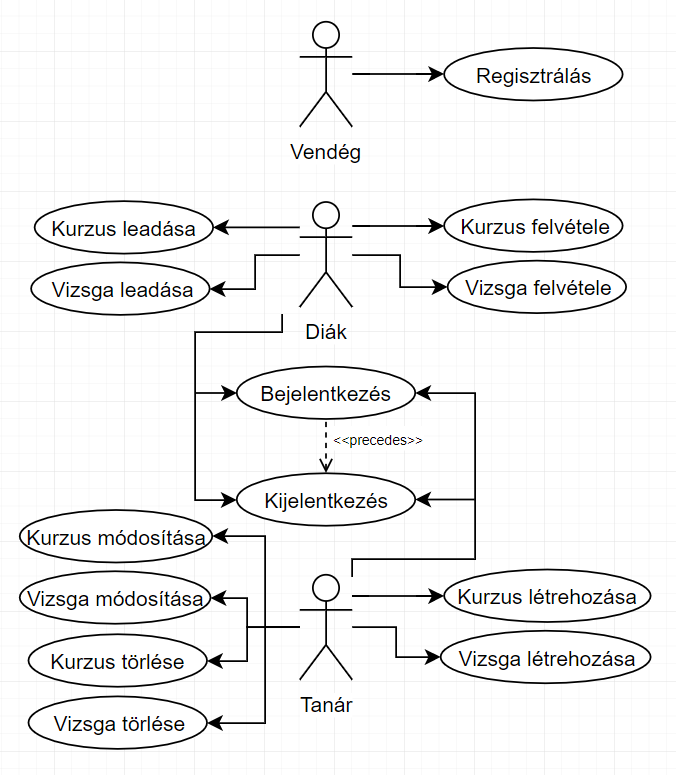 Regisztrálás
Vendég
Kurzus leadása
Kurzus felvétele
Vizsga leadása
Vizsga felvétele
Diák
Bejelentkezés
<<precedes>>
Kijelentkezés
Kurzus módosítása
Vizsga módosítása
Kurzus létrehozása
Kurzus törlése
Vizsga létrehozása
Tanár
Vizsga törlése